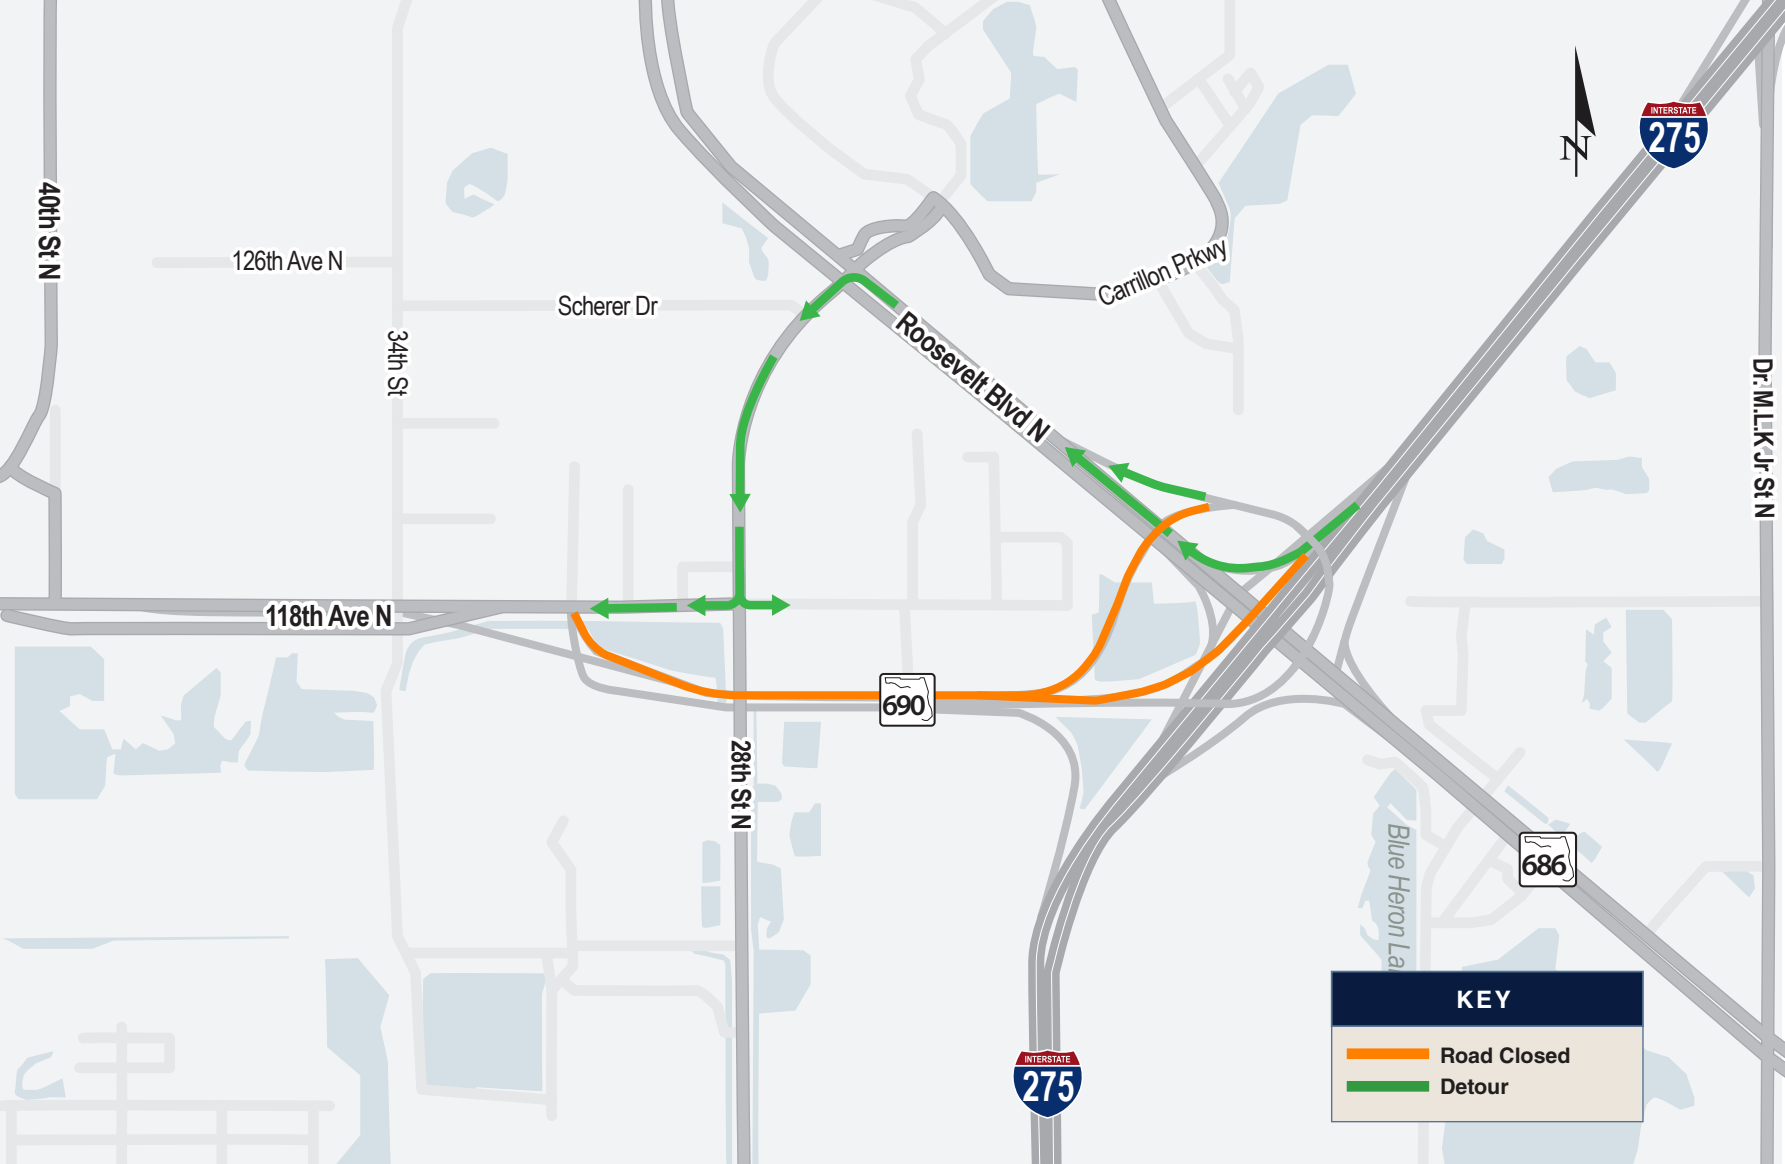 INTERSTATE
275
N
40th St N
126th Ave N
Carrillon Prkwy
Scherer Dr
34th St
Roosevelt Blvd N
Dr. M.L.K Jr St N
118th Ave N
690
28th St N
686
Blue Heron La
KEY
Road Closed
Detour
INTERSTATE
275